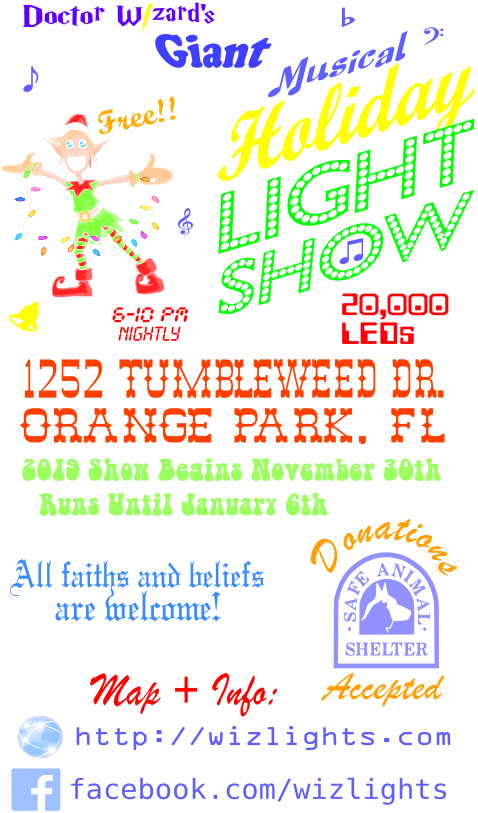 Doctor Wizard's
Giant
Musical
Free!!
Holiday
LIGHT
SHOW
6-10 PM
NIGHTLY
20,000
LEDs
1252 TUMBLEWEED DR.
ORANGE PARK, FL
2019 Show Begins November 30th
Runs Until January 6th
All faiths and beliefs
are welcome!
Donations
SAFE ANIMAL
SHELTER
Accepted
Map + Info:
http://wizlights.com
facebook.com/wizlights